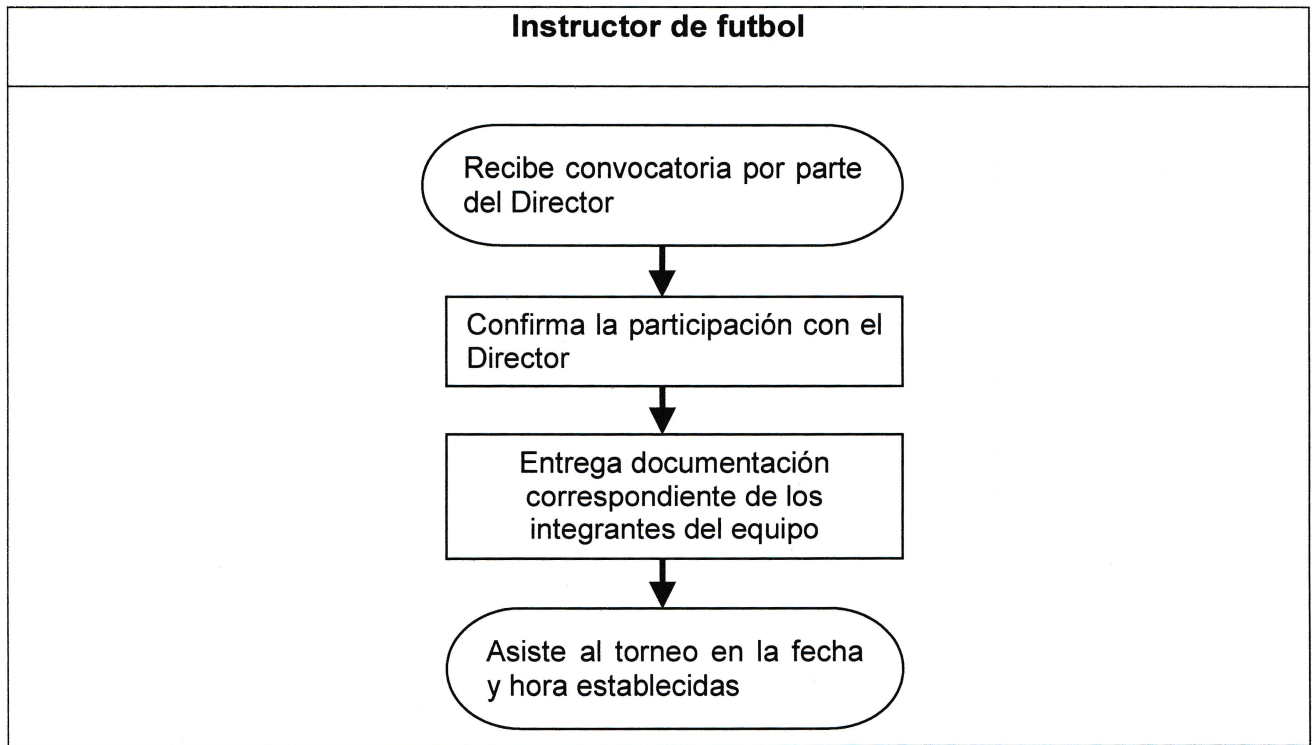 Instructor de futbol
Recibe convocatoria por parte
del Director
Confirma la participación con el
Director
Entrega documentación
correspondiente de los
integrantes del equipo
Asiste al torneo en la fecha
y hora establecidas